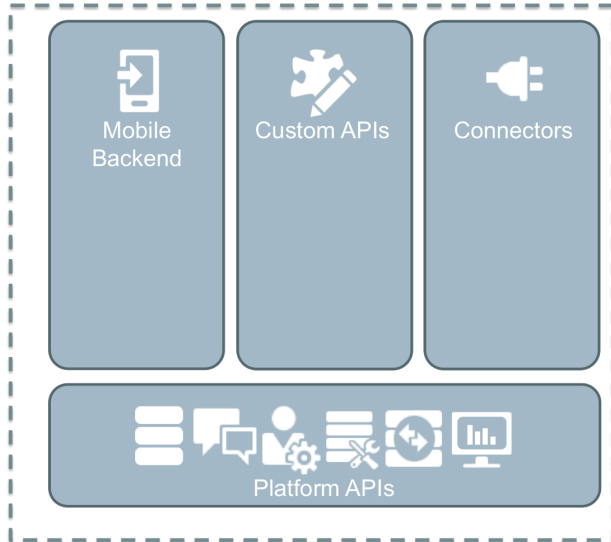 Mobile
Backend
Custom APIs
Connectors
Platform APIs